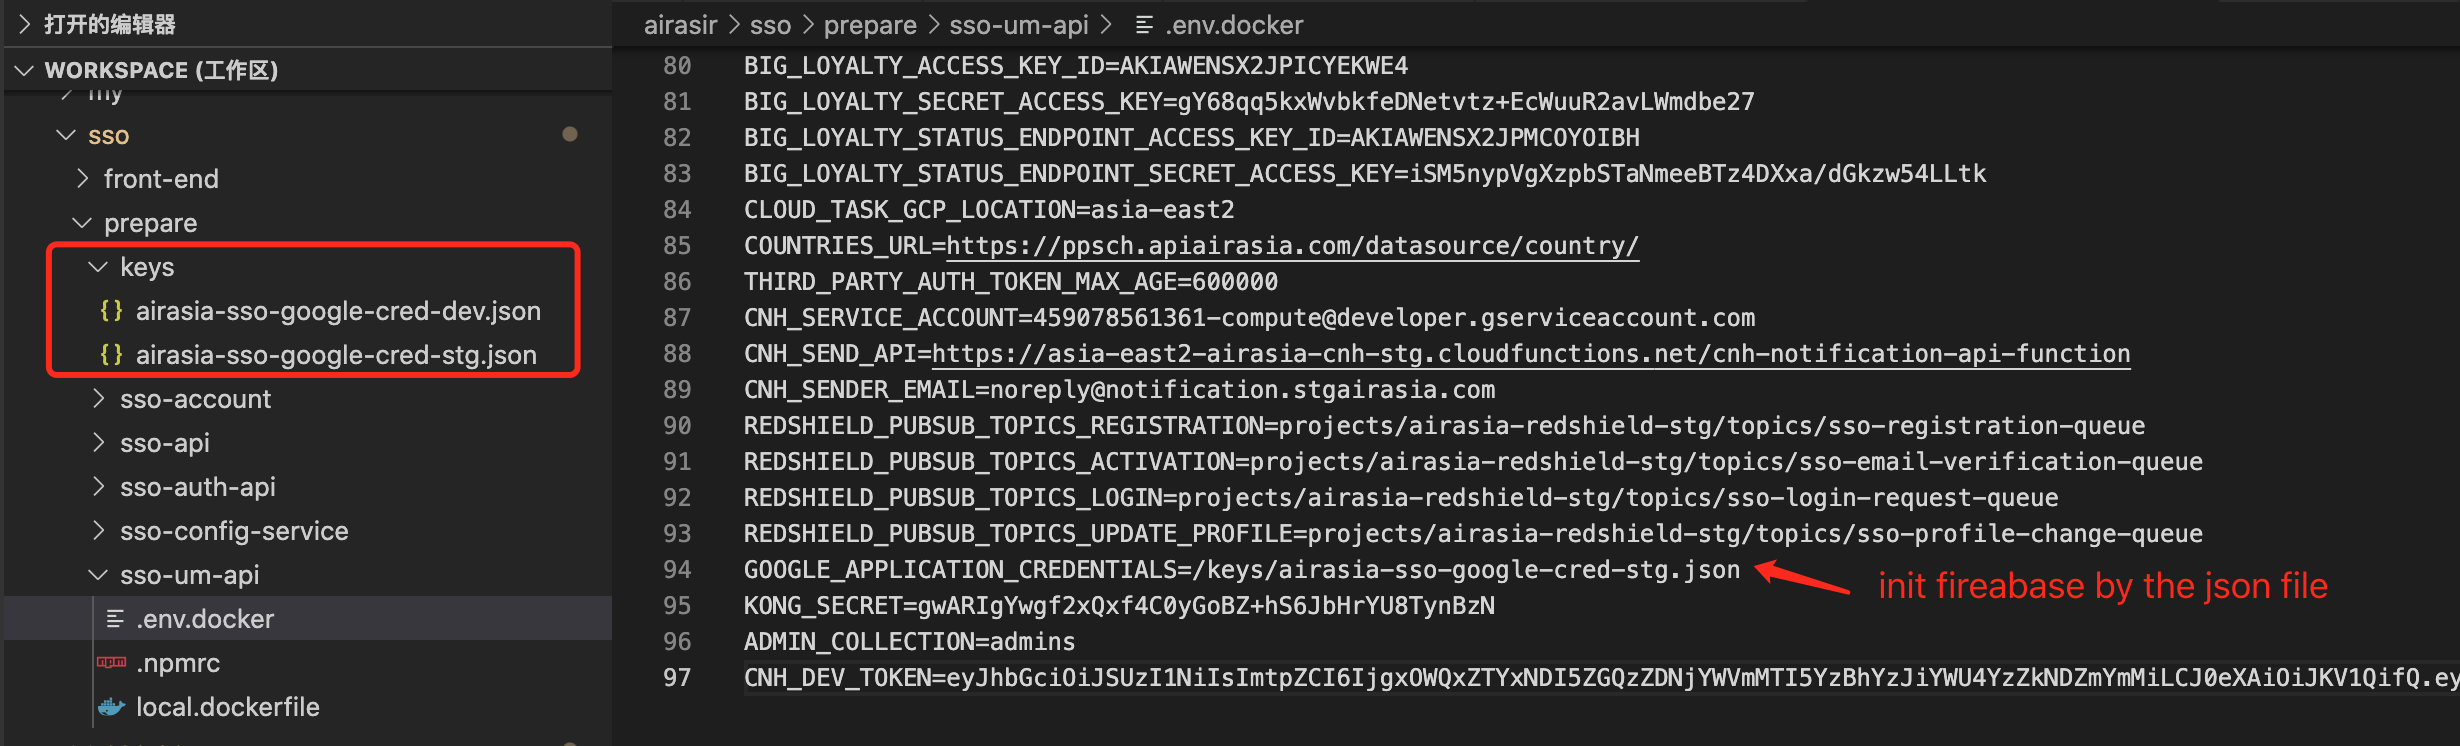 打开的编辑器
WORKSPACE (工作区)
my
sso
front-end
prepare
keys
{} airasia-sso-google-cred-dev.json
{} airasia-sso-google-cred-stg.json
sso-account
sso-api
sso-auth-api
sso-config-service
sso-um-api
.env.docker
.npmrc
local.dockerfile
airasir > sso > prepare > sso-um-api > .env.docker
80 BIG_LOYALTY_ACCESS_KEY_ID=AKIAWENSX2JPICYEKWE4
81 BIG_LOYALTY_SECRET_ACCESS_KEY=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
82 BIG_LOYALTY_STATUS_ENDPOINT_ACCESS_KEY_ID=AKIAWENSX2JPMCOYOIBH
83 BIG_LOYALTY_STATUS_ENDPOINT_SECRET_ACCESS_KEY=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
84 CLOUD_TASK_GCP_LOCATION=asia-east2
85 COUNTRIES_URL=https://ppsch.apiairasia.com/datasource/country/
86 THIRD_PARTY_AUTH_TOKEN_MAX_AGE=600000
87 CNH_SERVICE_ACCOUNT=459078561361-compute@developer.gserviceaccount.com
88 CNH_SEND_API=https://asia-east2-airasia-cnh-stg.cloudfunctions.net/cnh-notification-api-function
89 CNH_SENDER_EMAIL=noreply@notification.stgairasia.com
90 REDSHIELD_PUBSUB_TOPICS_REGISTRATION=projects/airasia-redshield-stg/topics/sso-registration-queue
91 REDSHIELD_PUBSUB_TOPICS_ACTIVATION=projects/airasia-redshield-stg/topics/sso-email-verification-queue
92 REDSHIELD_PUBSUB_TOPICS_LOGIN=projects/airasia-redshield-stg/topics/sso-login-request-queue
93 REDSHIELD_PUBSUB_TOPICS_UPDATE_PROFILE=projects/airasia-redshield-stg/topics/sso-profile-change-queue
94 GOOGLE_APPLICATION_CREDENTIALS=/keys/airasia-sso-google-cred-stg.json
init fireabase by the json file
95 KONG_SECRET=gwARIgYwgf2xQxf4C0yGoBZ+hS6JbHrYU8TynBzN
96 ADMIN_COLLECTION=admins
97 CNH_DEV_TOKEN=eyJhbGciOiJSUzI1NiIsImtpZCI6IjgxOWQxZTYxNDI5ZGQzZDNjYWVmMTI5YzBhYzJiYWU4YzZkNDZmYmMiLCJ0eXAiOiJKV1QifQ.ey